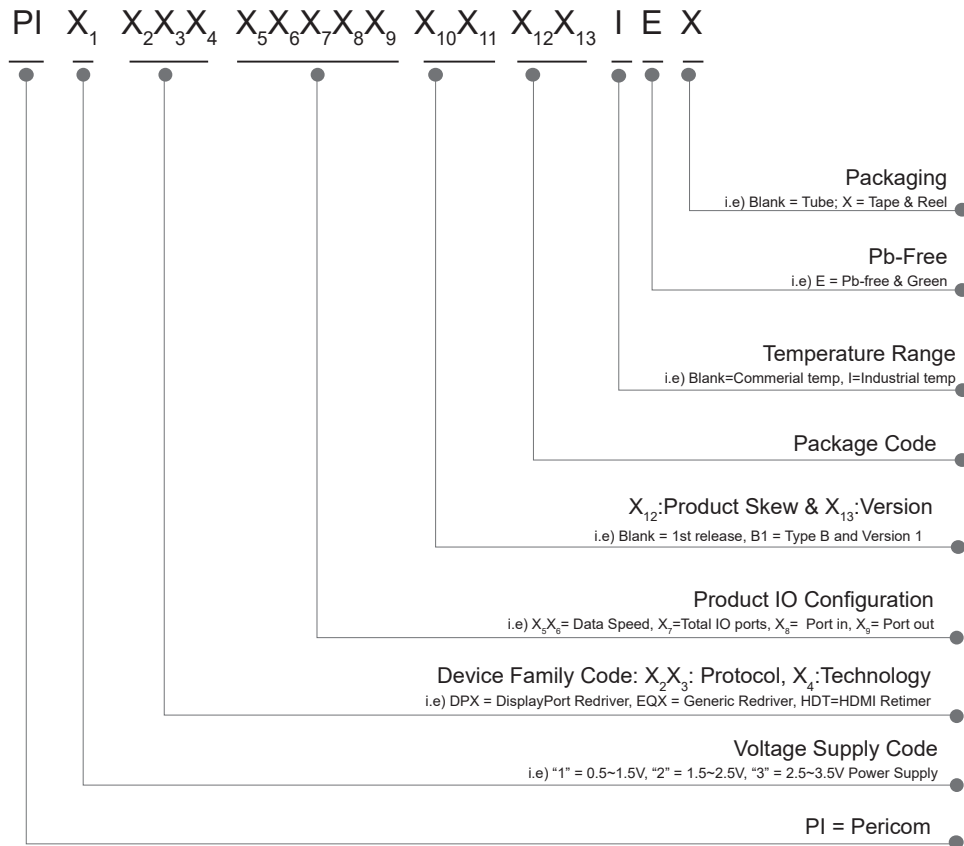 PI X₁ X₂X₃X₄ X₅X₆X₇X₈X₉ X₁₀X₁₁ X₁₂X₁₃ I E X
Packaging
i.e) Blank = Tube; X = Tape & Reel
Pb-Free
i.e) E = Pb-free & Green
Temperature Range
i.e) Blank=Commerial temp, I=Industrial temp
Package Code
X₁₂:Product Skew & X₁₃:Version
i.e) Blank = 1st release, B1 = Type B and Version 1
Product IO Configuration
i.e) X₅X₆= Data Speed, X₇=Total IO ports, X₈= Port in, X₉= Port out
Device Family Code: X₂X₃: Protocol, X₄:Technology
i.e) DPX = DisplayPort Redriver, EQX = Generic Redriver, HDT=HDMI Retimer
Voltage Supply Code
i.e) “1” = 0.5~1.5V, “2” = 1.5~2.5V, “3” = 2.5~3.5V Power Supply
PI = Pericom